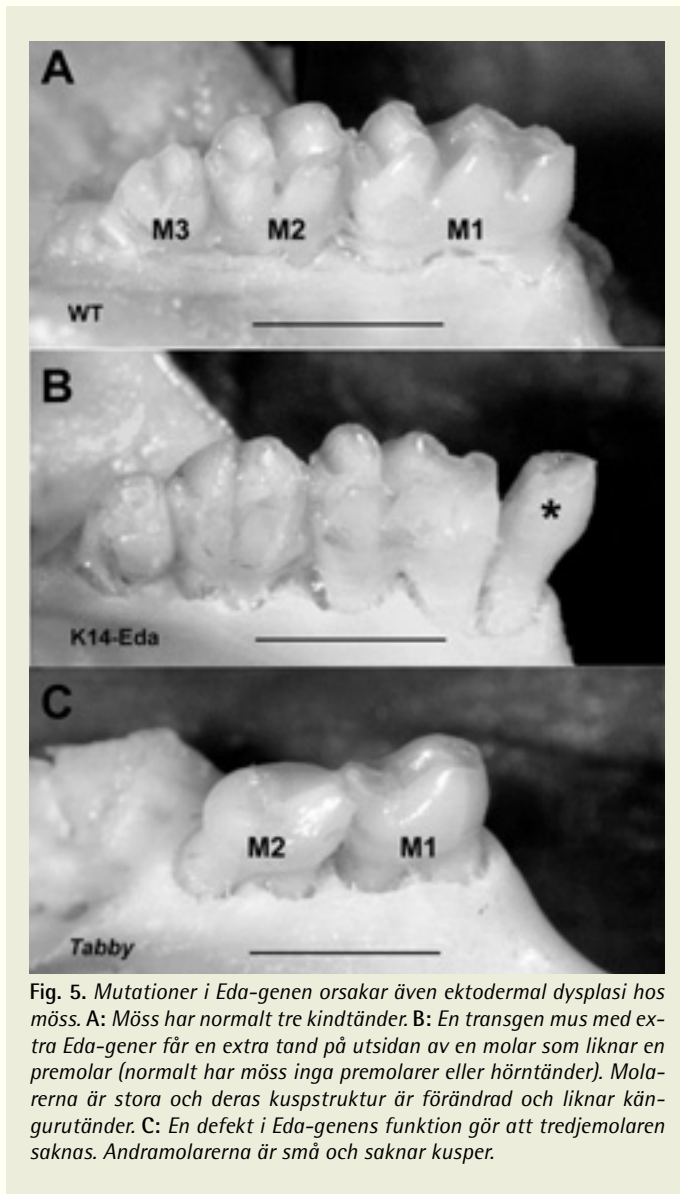 A
M3 M2 M1
WT
B
*
K14-Eda
C
M2 M1
Tabby
Fig. 5. Mutationer i Eda-genen orsakar även ektodermal dysplasi hos
möss. A: Möss har normalt tre kindtänder. B: En transgen mus med ex-
tra Eda-gener får en extra tand på utsidan av en molar som liknar en
premolar (normalt har möss inga premolarer eller hörntänder). Mola-
rerna är stora och deras kuspstruktur är förändrad och liknar kän-
gurutänder. C: En defekt i Eda-genens funktion gör att tredjemolaren
saknas. Andramolarerna är små och saknar kusper.